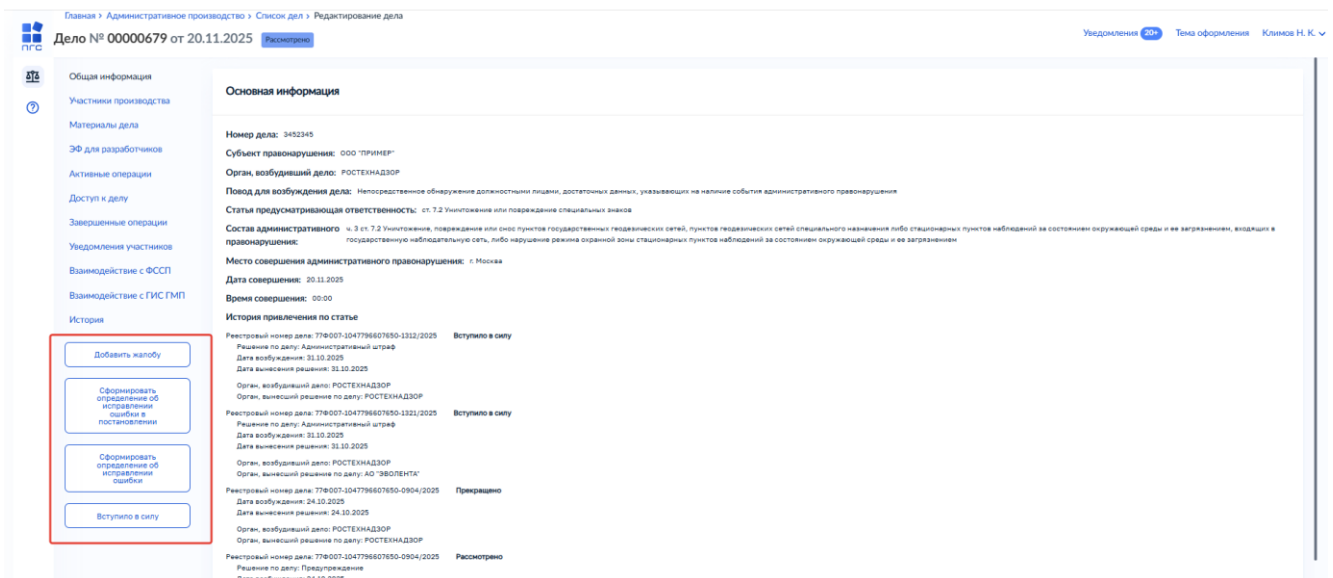 Главная > Административное производство > Список дел > Редактирование дела
ПГС
Дело № 00000679 от 20.11.2025 Рассмотрено
Уведомления 20+ Тема оформления Климов Н. К.
Общая информация
Участники производства
Материалы дела
ЭФ для разработчиков
Активные операции
Доступ к делу
Завершенные операции
Уведомления участников
Взаимодействие с ФССП
Взаимодействие с ГИС ГМП
История
Добавить жалобу
Сформировать
определение об
исправлении
ошибки в
постановлении
Сформировать
определение об
исправлении
ошибки
Вступило в силу
Основная информация
Номер дела: 3452345
Субъект правонарушения: ООО "ПРИМЕР"
Орган, возбудивший дело: РОСТЕХНАДЗОР
Повод для возбуждения дела: Непосредственное обнаружение должностными лицами, достаточных данных, указывающих на наличие события административного правонарушения
Статья предусматривающая ответственность: ст. 7.2 Уничтожение или повреждение специальных знаков
Состав административного правонарушения: ч. 3 ст. 7.2 Уничтожение, повреждение или снос пунктов государственных геодезических сетей, пунктов геодезических сетей специального назначения либо стационарных пунктов наблюдений за состоянием окружающей среды и ее загрязнением, входящих в
государственную наблюдательную сеть, либо нарушение режима охранной зоны стационарных пунктов наблюдений за состоянием окружающей среды и ее загрязнением
Место совершения административного правонарушения: г. Москва
Дата совершения: 20.11.2025
Время совершения: 00:00
История привлечения по статье
Реестровый номер дела: 77Ф007-1047796607650-1312/2025 Вступило в силу
Решение по делу: Административный штраф
Дата возбуждения: 31.10.2025
Дата вынесения решения: 31.10.2025
Орган, возбудивший дело: РОСТЕХНАДЗОР
Орган, вынесший решение по делу: РОСТЕХНАДЗОР
Реестровый номер дела: 77Ф007-1047796607650-1321/2025 Вступило в силу
Решение по делу: Административный штраф
Дата возбуждения: 31.10.2025
Дата вынесения решения: 31.10.2025
Орган, возбудивший дело: РОСТЕХНАДЗОР
Орган, вынесший решение по делу: АО "ЭВОЛЕНТА"
Реестровый номер дела: 77Ф007-1047796607650-0904/2025 Прекращено
Дата возбуждения: 24.10.2025
Дата вынесения решения: 24.10.2025
Орган, возбудивший дело: РОСТЕХНАДЗОР
Орган, вынесший решение по делу: РОСТЕХНАДЗОР
Реестровый номер дела: 77Ф007-1047796607650-0904/2025 Рассмотрено
Решение по делу: Предупреждение